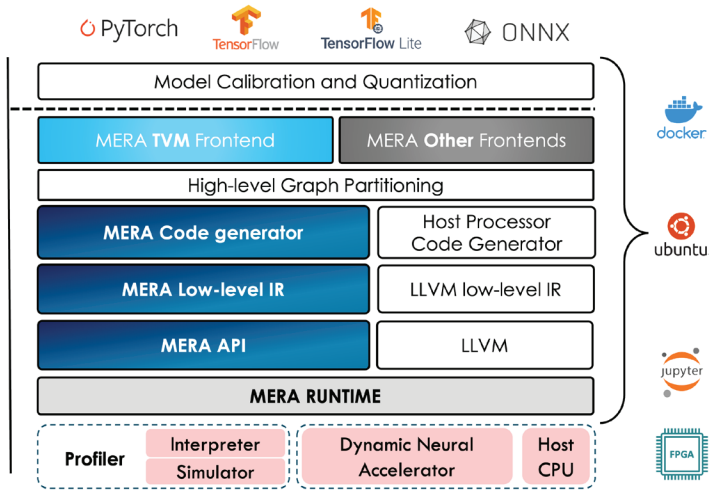 PyTorch
TensorFlow
TensorFlow Lite
ONNX
Model Calibration and Quantization
MERA TVM Frontend
MERA Other Frontends
High-level Graph Partitioning
MERA Code generator
Host Processor
Code Generator
MERA Low-level IR
LLVM low-level IR
MERA API
LLVM
MERA RUNTIME
Profiler
Interpreter
Simulator
Dynamic Neural
Accelerator
Host
CPU
docker
ubuntu
jupyter
FPGA